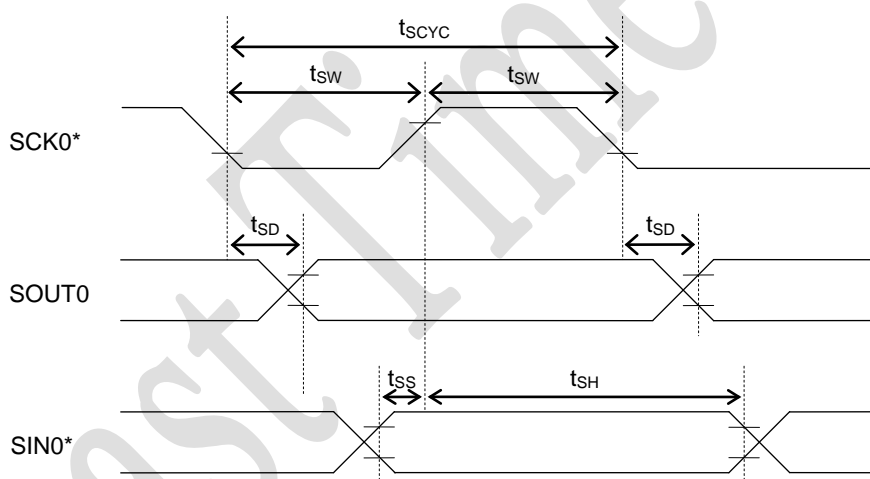 tSCYC
tSW tSW
SCK0*
tSD tSD
SOUT0
tSS tSH
SIN0*